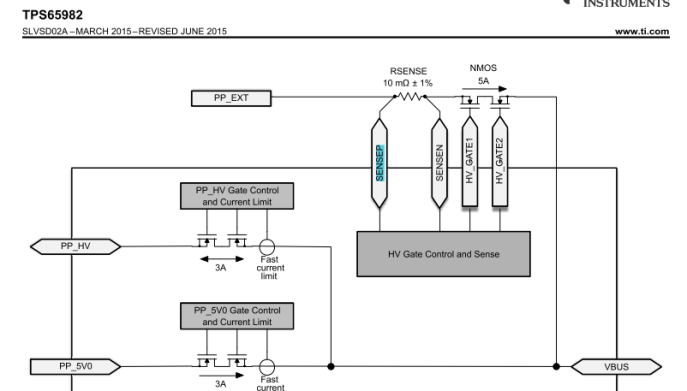 INSTRUMENTS
TPS65982
SLVSD02A –MARCH 2015–REVISED JUNE 2015
www.ti.com
RSENSE
10 mΩ ± 1%
NMOS
5A
PP_EXT
SENSEP
SENSEN
HV_GATE1
HV_GATE2
PP_HV Gate Control
and Current Limit
HV Gate Control and Sense
PP_HV
3A
Fast
current
limit
PP_5V0 Gate Control
and Current Limit
PP_5V0
3A
Fast
current
VBUS